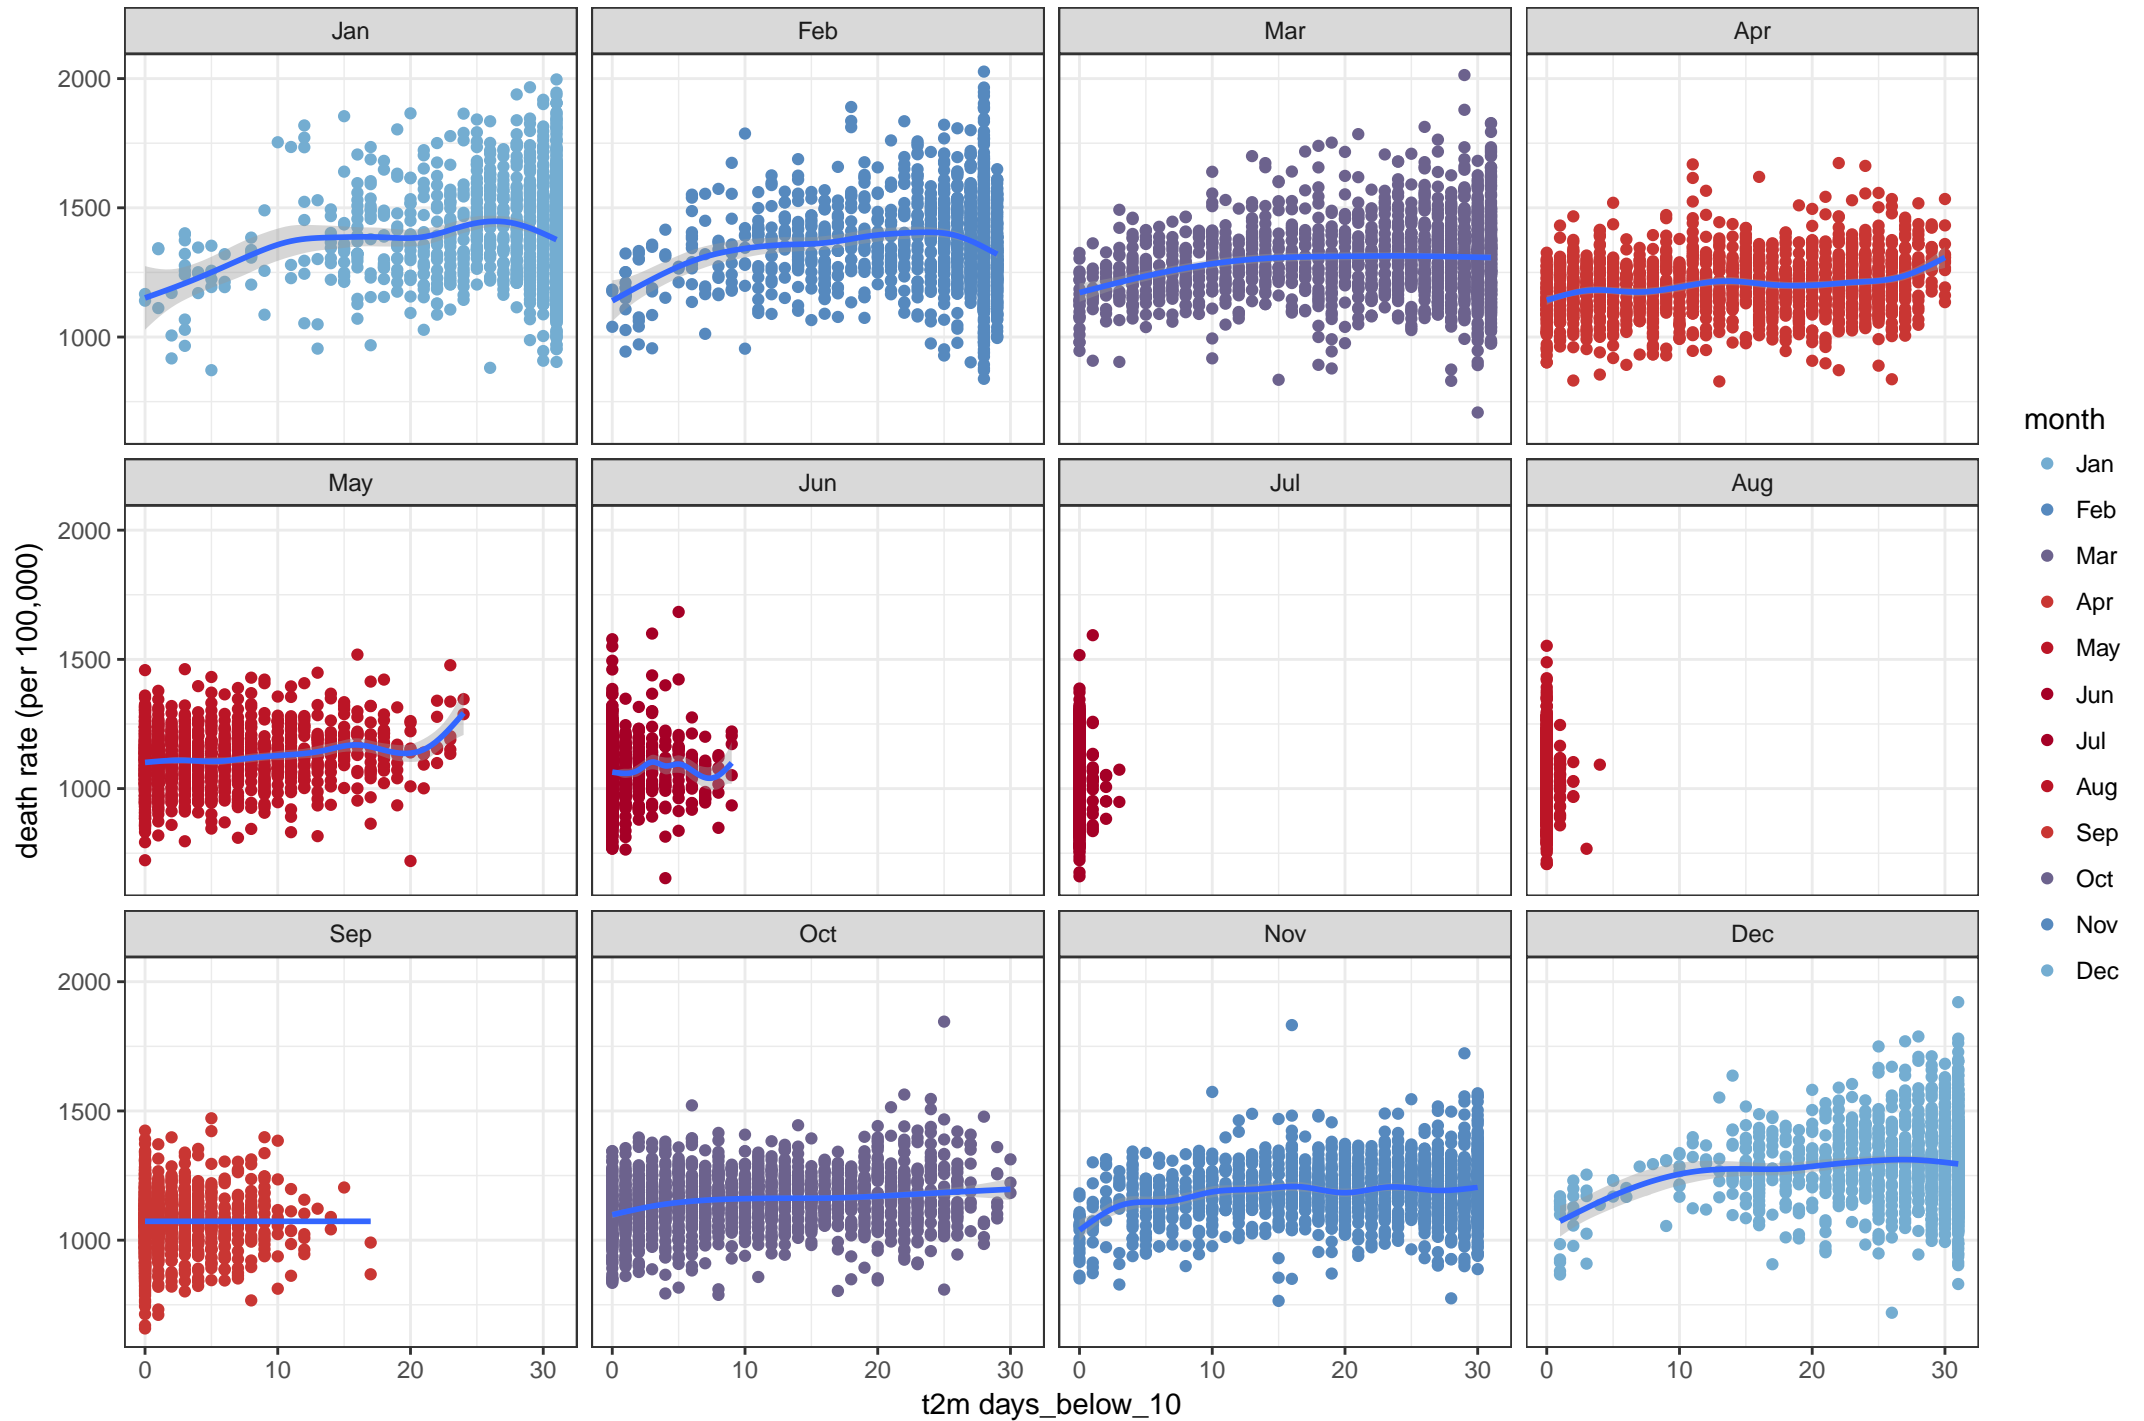 Jan Feb Mar Apr
2000
1500
1000
May Jun Jul Aug
2000
1500
1000
Sep Oct Nov Dec
2000
1500
1000
0 10 20 30 0 10 20 30 0 10 20 30 0 10 20 30
t2m days_below_10
death rate (per 100,000)
month
Jan
Feb
Mar
Apr
May
Jun
Jul
Aug
Sep
Oct
Nov
Dec